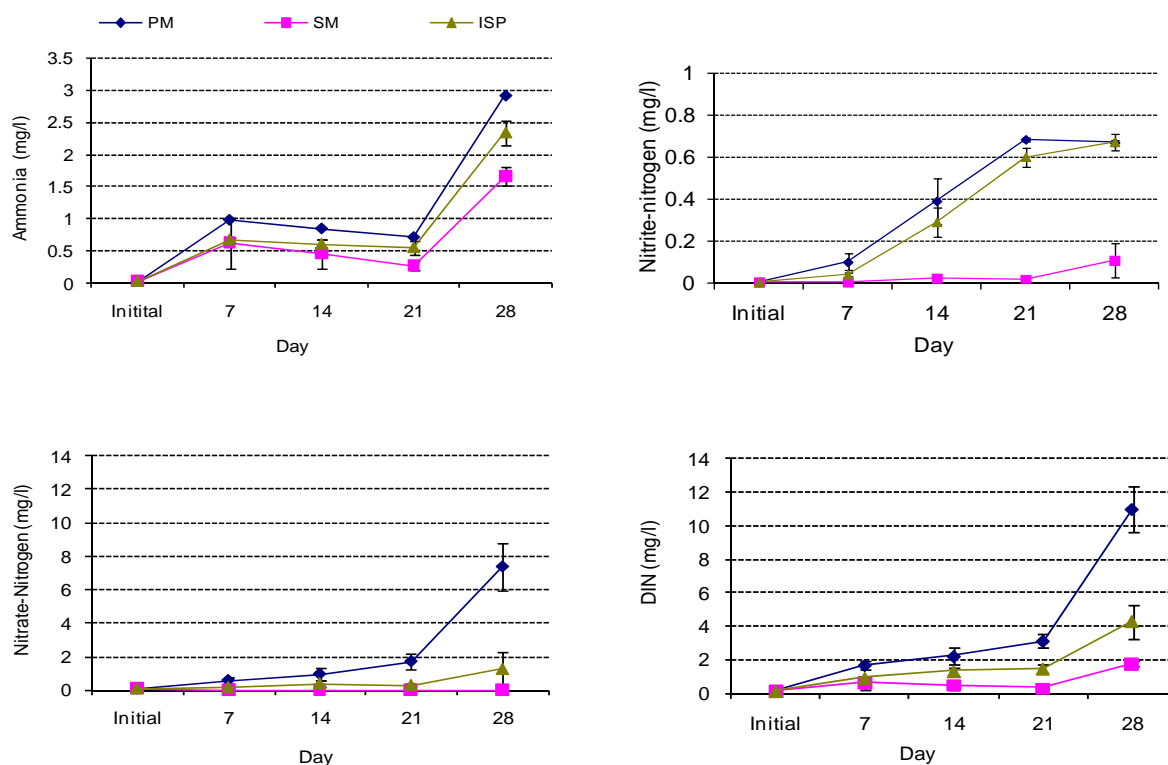 PM SM ISP
Ammonia (mg/l)
3.5
3
2.5
2
1.5
1
0.5
0
Initital 7 14 21 28
Day
Nitrite-nitrogen (mg/l)
1
0.8
0.6
0.4
0.2
0
Initial 7 14 21 28
Day
Nitrate-Nitrogen (mg/l)
14
12
10
8
6
4
2
0
Initial 7 14 21 28
Day
DIN (mg/l)
14
12
10
8
6
4
2
0
Initial 7 14 21 28
Day